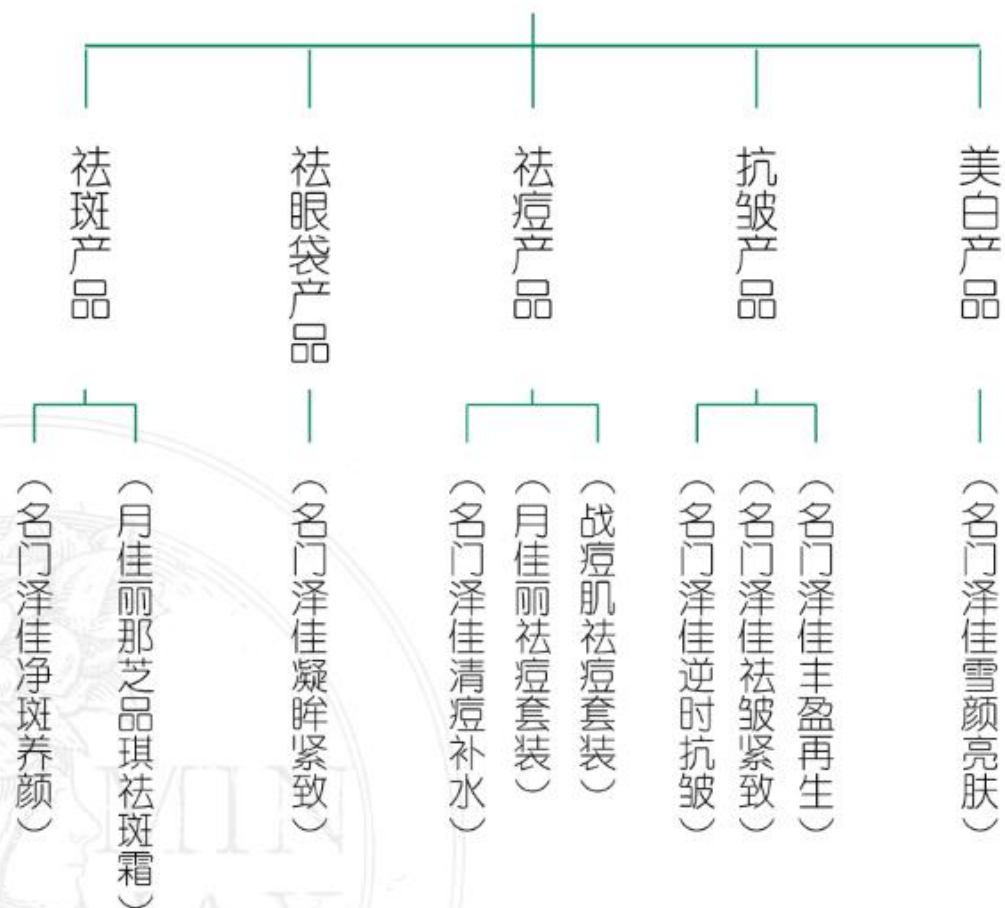 祛斑产品
祛眼袋产品
祛痘产品
抗皱产品
美白产品
（名门泽佳净斑养颜）
（月佳丽那芝品琪祛斑霜）
（名门泽佳凝眸紧致）
（名门泽佳清痘补水）
（月佳丽祛痘套装）
（战痘肌祛痘套装）
（名门泽佳逆时抗皱）
（名门泽佳祛皱紧致）
（名门泽佳丰盈再生）
（名门泽佳雪颜亮肤）